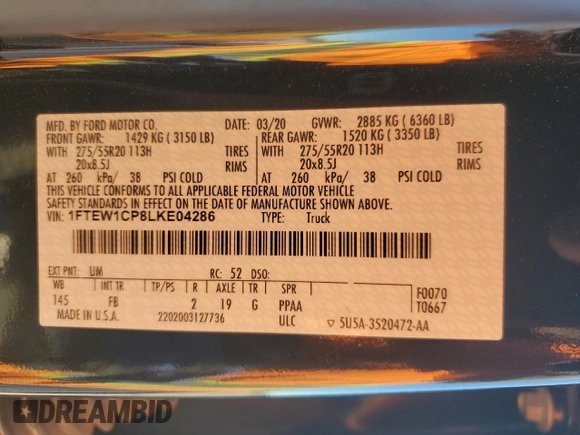 MFD. BY FORD MOTOR CO. DATE: 03/20 GVWR: 2885 KG ( 6360 LB)
FRONT GAWR: 1429 KG ( 3150 LB) REAR GAWR: 1520 KG ( 3350 LB)
WITH 275/55R20 113H TIRES WITH 275/55R20 113H TIRES
20x8.5J RIMS 20x8.5J RIMS
AT 260 kPa/ 38 PSI COLD AT 260 kPa/ 38 PSI COLD
THIS VEHICLE CONFORMS TO ALL APPLICABLE FEDERAL MOTOR VEHICLE
SAFETY STANDARDS IN EFFECT ON THE DATE OF MANUFACTURE SHOWN ABOVE.
VIN: 1FTEW1CP8LKE04286 TYPE: Truck
EXT PNT: UM RC: 52 DSO:
WB INT TR TP/PS R AXLE TR SPR
145 FB 2 19 G PPAA
F0070
T0667
MADE IN U.S.A. 2202003127736 ULC ▽ 5U5A-3520472-AA
DREAMBID